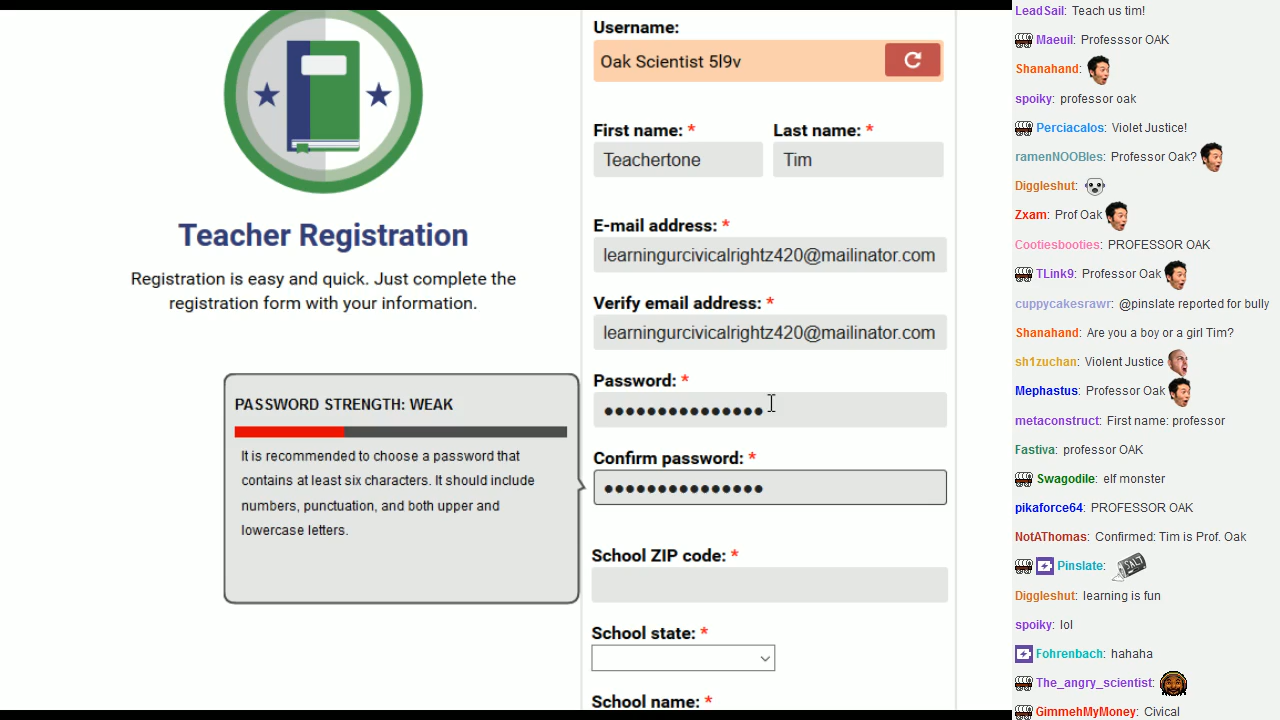 Username:
Oak Scientist 5l9v
First name: *
Last name: *
Teachertone
Tim
E-mail address: *
learningurcivicalrightz420@mailinator.com
Verify email address: *
learningurcivicalrightz420@mailinator.com
Password: *
●●●●●●●●●●●●●●●
Confirm password: *
●●●●●●●●●●●●●●●
School ZIP code: *
School state: *
School name: *
Teacher Registration
Registration is easy and quick. Just complete the
registration form with your information.
PASSWORD STRENGTH: WEAK
It is recommended to choose a password that
contains at least six characters. It should include
numbers, punctuation, and both upper and
lowercase letters.
LeadSail: Teach us tim!
Maeuil: Professsor OAK
Shanahand:
spoiky: professor oak
Perciacalos: Violet Justice!
ramenNOOBles: Professor Oak?
Diggleshut:
Zxam: Prof Oak
Cootiesbooties: PROFESSOR OAK
TLink9: Professor Oak
cuppycakesrawr: @pinslate reported for bully
Shanahand: Are you a boy or a girl Tim?
sh1zuchan: Violent Justice
Mephastus: Professor Oak
metaconstruct: First name: professor
Fastiva: professor OAK
Swagodile: elf monster
pikaforce64: PROFESSOR OAK
NotAThomas: Confirmed: Tim is Prof. Oak
Pinslate: SALT
Diggleshut: learning is fun
spoiky: lol
Fohrenbach: hahaha
The_angry_scientist:
GimmehMyMoney: Civical